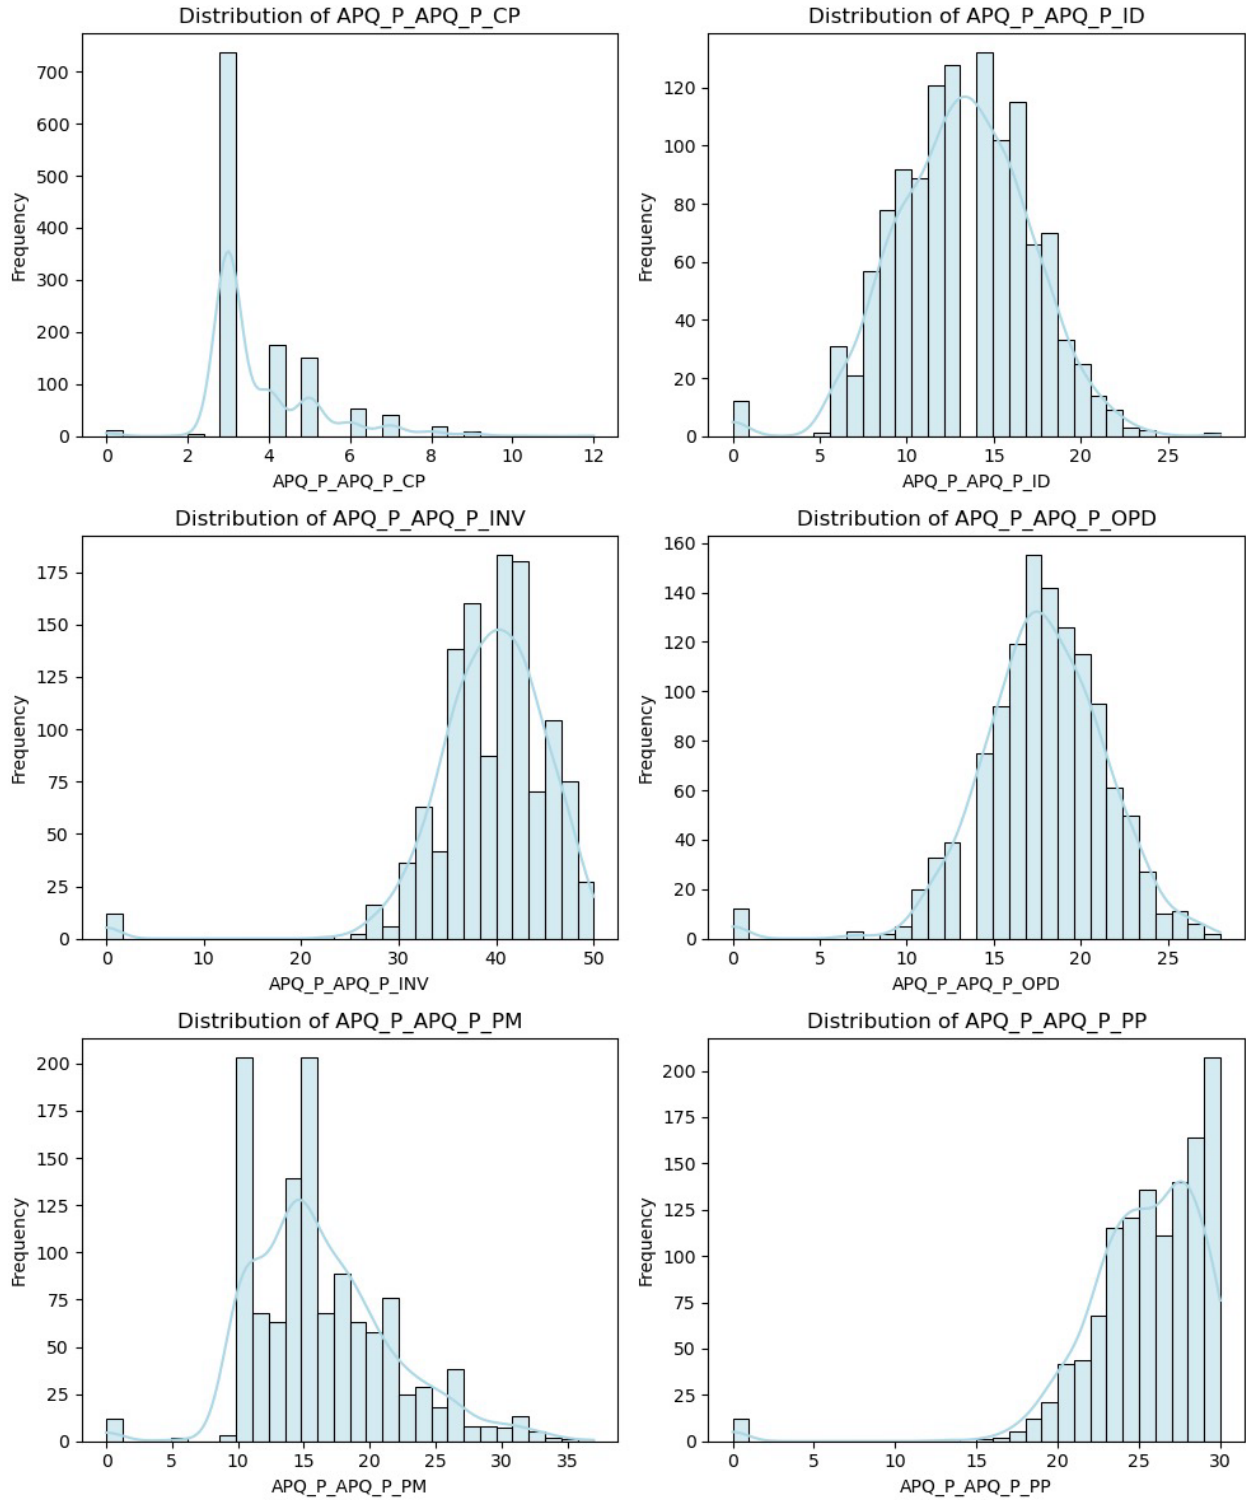 Distribution of APQ_P_APQ_P_CP
Frequency
700
600
500
400
300
200
100
0
0 2 4 6 8 10 12
APQ_P_APQ_P_CP
Distribution of APQ_P_APQ_P_ID
Frequency
120
100
80
60
40
20
0
0 5 10 15 20 25
APQ_P_APQ_P_ID
Distribution of APQ_P_APQ_P_INV
Frequency
175
150
125
100
75
50
25
0
0 10 20 30 40 50
APQ_P_APQ_P_INV
Distribution of APQ_P_APQ_P_OPD
Frequency
160
140
120
100
80
60
40
20
0
0 5 10 15 20 25
APQ_P_APQ_P_OPD
Distribution of APQ_P_APQ_P_PM
Frequency
200
175
150
125
100
75
50
25
0
0 5 10 15 20 25 30 35
APQ_P_APQ_P_PM
Distribution of APQ_P_APQ_P_PP
Frequency
200
175
150
125
100
75
50
25
0
0 5 10 15 20 25 30
APQ_P_APQ_P_PP